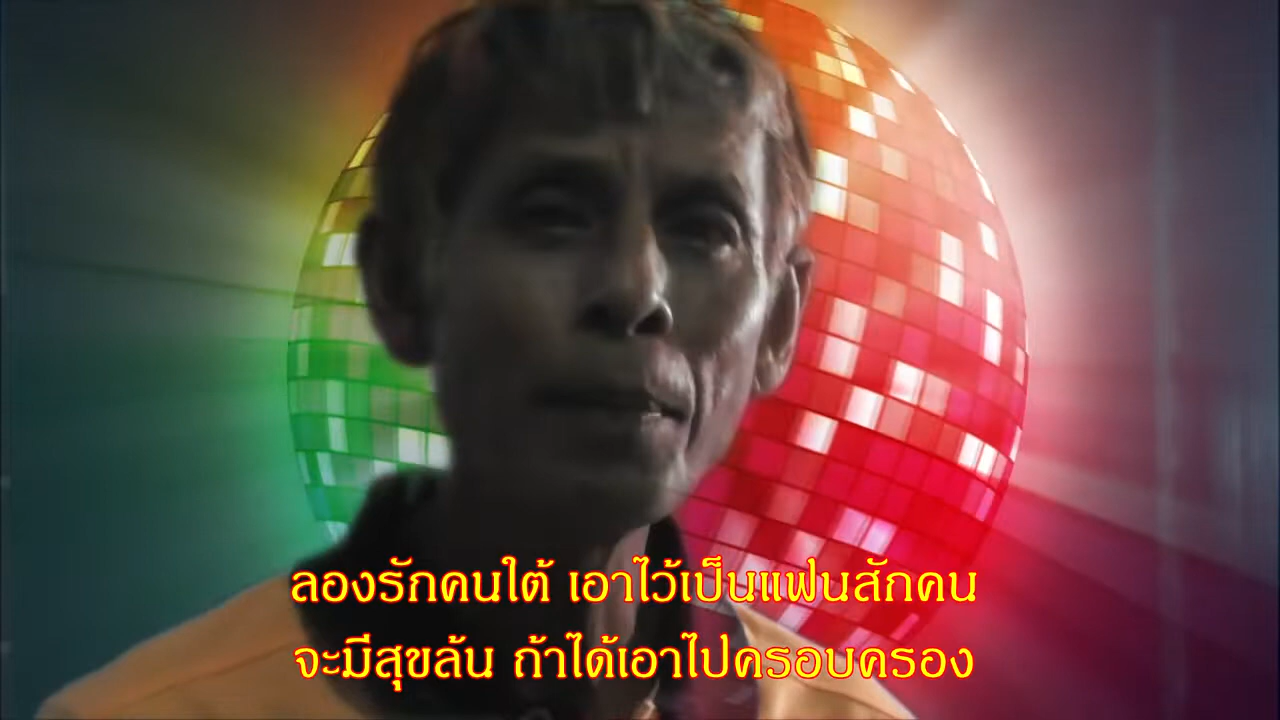 ลองรักคนใต้ เอาไว้เป็นแฟนสักคน
จะมีสุขล้น ถ้าได้เอาไปครอบครอง